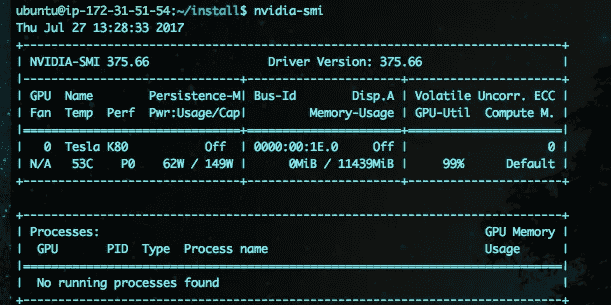 ubuntu@ip-172-31-51-54:~/install$ nvidia-smi
Thu Jul 27 13:28:33 2017
+-----------------------------------------------------------------------------+
| NVIDIA-SMI 375.66                 Driver Version: 375.66                    |
|-------------------------------+----------------------+----------------------+
| GPU  Name        Persistence-M| Bus-Id        Disp.A | Volatile Uncorr. ECC |
| Fan  Temp  Perf  Pwr:Usage/Cap|         Memory-Usage | GPU-Util  Compute M. |
|===============================+======================+======================|
|   0  Tesla K80           Off  | 0000:00:1E.0     Off |                    0 |
| N/A   53C    P0    62W / 149W |      0MiB / 11439MiB |     99%      Default |
+-------------------------------+----------------------+----------------------+

+-----------------------------------------------------------------------------+
| Processes:                                                       GPU Memory |
|  GPU       PID  Type  Process name                               Usage      |
|=============================================================================|
|  No running processes found                                                 |
+-----------------------------------------------------------------------------+